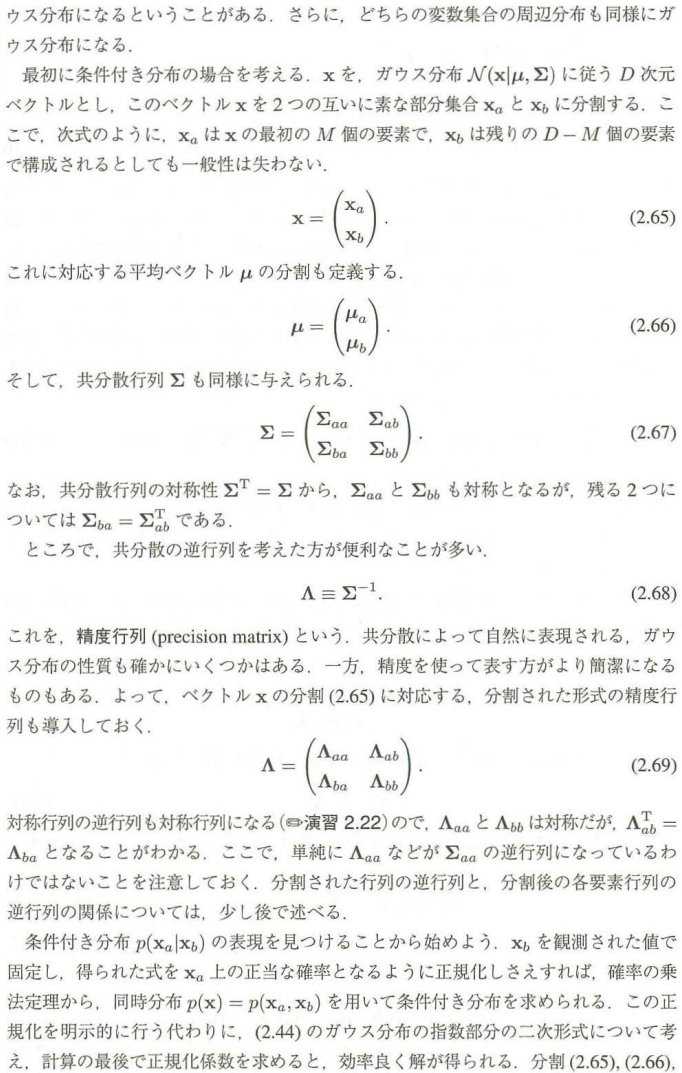 ウス分布になるということがある．さらに，どちらの変数集合の周辺分布も同様にガ
ウス分布になる．
最初に条件付き分布の場合を考える．x を，ガウス分布 N(x|μ, Σ) に従う D 次元
ベクトルとし，このベクトル x を 2 つの互いに素な部分集合 xₐ と x_b に分割する．こ
こで，次式のように，xₐ は x の最初の M 個の要素で，x_b は残りの D − M 個の要素
で構成されるとしても一般性は失わない．
x = (xₐ
x_b). (2.65)
これに対応する平均ベクトル μ の分割も定義する．
μ = (μₐ
μ_b). (2.66)
そして，共分散行列 Σ も同様に与えられる．
Σ = (Σ_aa Σ_ab
Σ_ba Σ_bb). (2.67)
なお，共分散行列の対称性 Σ^T = Σ から，Σ_aa と Σ_bb も対称となるが，残る 2 つに
ついては Σ_ba = Σ_ab^T である．
ところで，共分散の逆行列を考えた方が便利なことが多い．
Λ ≡ Σ⁻¹. (2.68)
これを，精度行列 (precision matrix) という．共分散によって自然に表現される，ガウ
ス分布の性質も確かにいくつかはある．一方，精度を使って表す方がより簡潔になる
ものもある．よって，ベクトル x の分割 (2.65) に対応する，分割された形式の精度行
列も導入しておく．
Λ = (Λ_aa Λ_ab
Λ_ba Λ_bb). (2.69)
対称行列の逆行列も対称行列になる (✏演習 2.22) ので，Λ_aa と Λ_bb は対称だが，Λ_ab^T =
Λ_ba となることがわかる．ここで，単純に Λ_aa などが Σ_aa の逆行列になっているわ
けではないことを注意しておく．分割された行列の逆行列と，分割後の各要素行列の
逆行列の関係については，少し後で述べる．
条件付き分布 p(xₐ|x_b) の表現を見つけることから始めよう．x_b を観測された値で
固定し，得られた式を xₐ 上の正当な確率となるように正規化しさえすれば，確率の乗
法定理から，同時分布 p(x) = p(xₐ, x_b) を用いて条件付き分布を求められる．この正
規化を明示的に行う代わりに，(2.44) のガウス分布の指数部分の二次形式について考
え，計算の最後で正規化係数を求めると，効率良く解が得られる．分割 (2.65), (2.66),